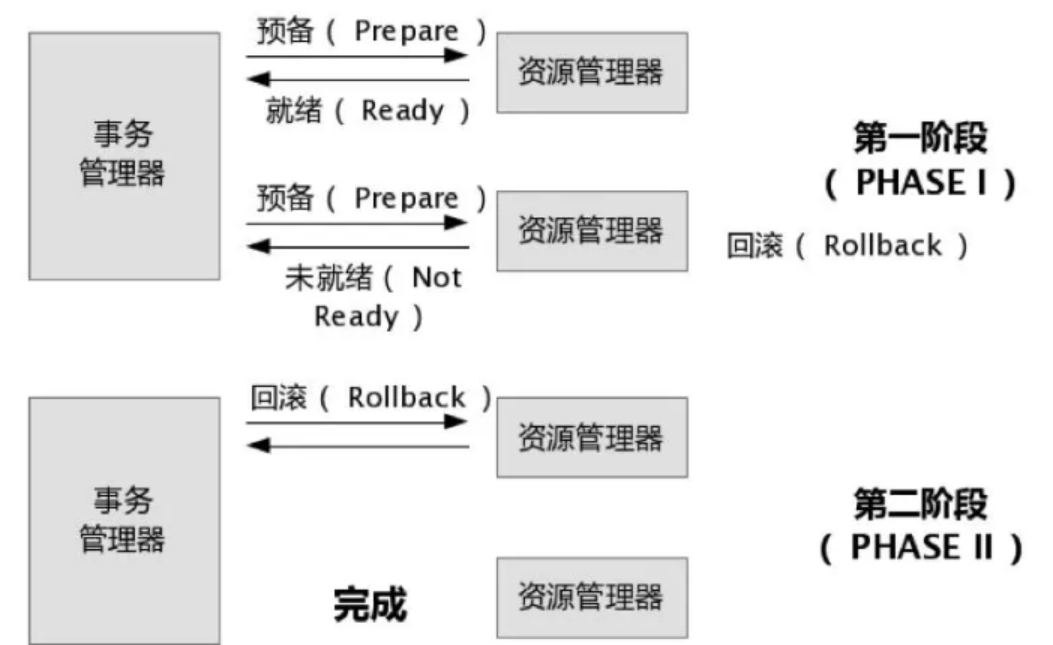 预备（ Prepare ）
事务
管理器
资源管理器
就绪（ Ready ）
第一阶段
（ PHASE I ）
预备（ Prepare ）
资源管理器
回滚（ Rollback ）
未就绪（ Not
Ready ）
回滚（ Rollback ）
事务
管理器
资源管理器
第二阶段
（ PHASE II ）
完成
资源管理器